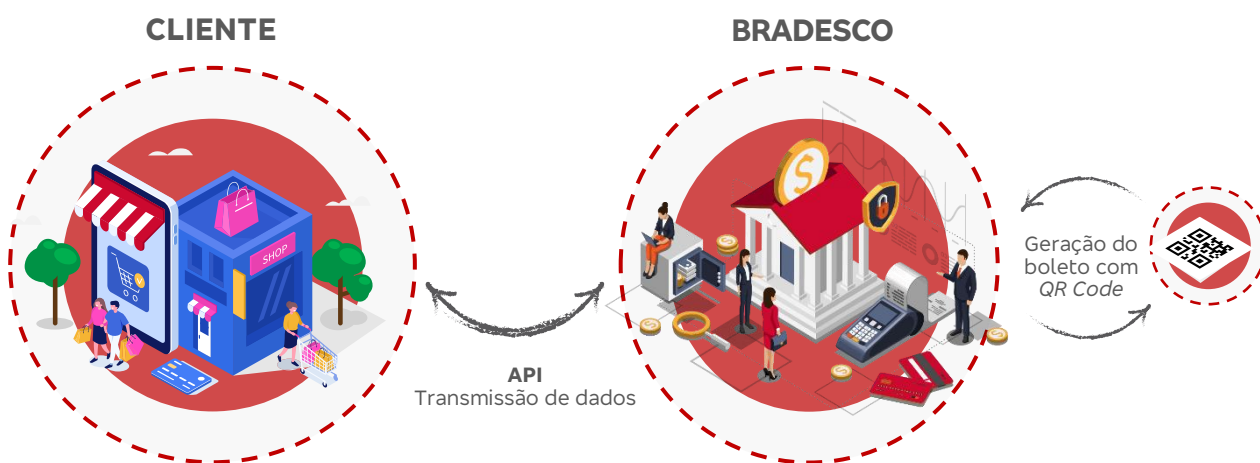 CLIENTE
BRADESCO
SHOP
Geração do
boleto com
QR Code
API
Transmissão de dados